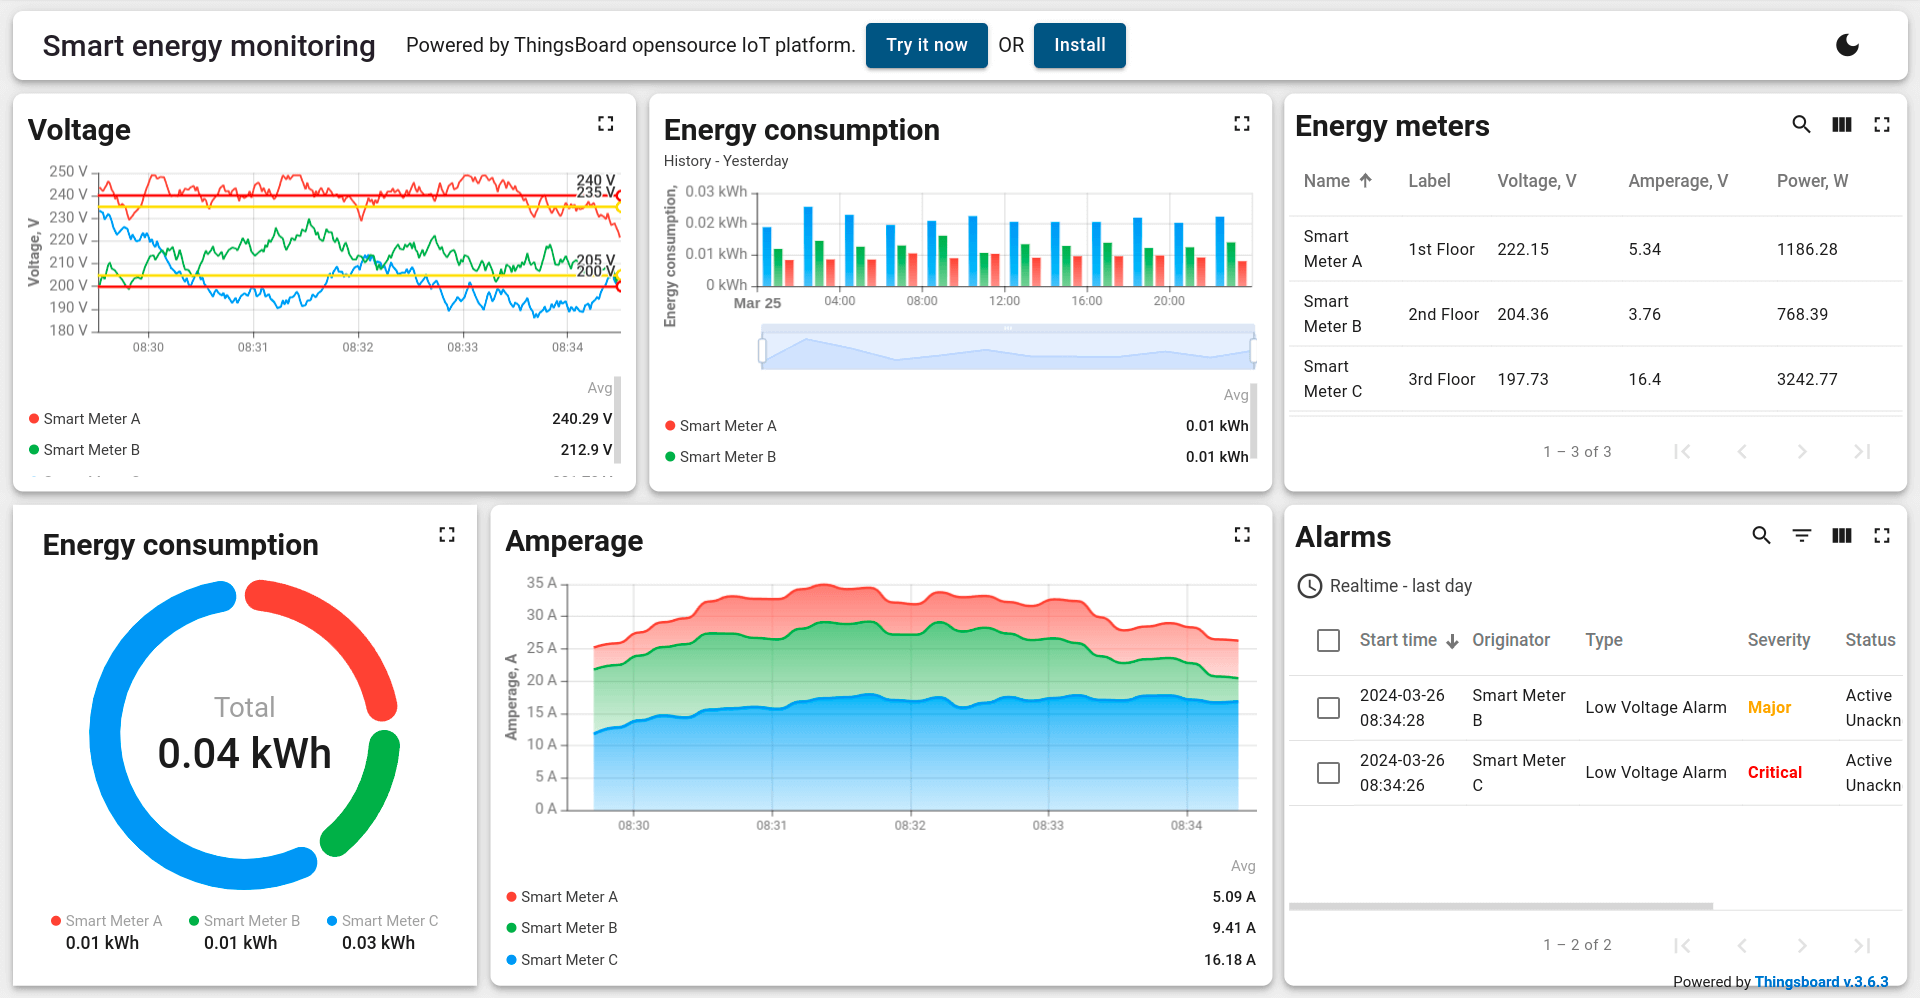 Smart energy monitoring
Powered by ThingsBoard opensource IoT platform.
Try it now
OR
Install
Voltage
250 V
240 V
230 V
220 V
210 V
200 V
190 V
180 V
Voltage, V
240 V
235 V
205 V
200 V
08:30
08:31
08:32
08:33
08:34
Avg
Smart Meter A
240.29 V
Smart Meter B
212.9 V
Energy consumption
History - Yesterday
Energy consumption,
0.03 kWh
0.02 kWh
0.01 kWh
0 kWh
Mar 25
04:00
08:00
12:00
16:00
20:00
Avg
Smart Meter A
0.01 kWh
Smart Meter B
0.01 kWh
Energy meters
Name
Label
Voltage, V
Amperage, V
Power, W
Smart
Meter A
1st Floor
222.15
5.34
1186.28
Smart
Meter B
2nd Floor
204.36
3.76
768.39
Smart
Meter C
3rd Floor
197.73
16.4
3242.77
1 – 3 of 3
Energy consumption
Total
0.04 kWh
Smart Meter A
0.01 kWh
Smart Meter B
0.01 kWh
Smart Meter C
0.03 kWh
Amperage
35 A
30 A
25 A
20 A
15 A
10 A
5 A
0 A
Amperage, A
08:30
08:31
08:32
08:33
08:34
Avg
Smart Meter A
5.09 A
Smart Meter B
9.41 A
Smart Meter C
16.18 A
Alarms
Realtime - last day
Start time
Originator
Type
Severity
Status
2024-03-26
08:34:28
Smart Meter
B
Low Voltage Alarm
Major
Active
Unackn
2024-03-26
08:34:26
Smart Meter
C
Low Voltage Alarm
Critical
Active
Unackn
1 – 2 of 2
Powered by Thingsboard v.3.6.3